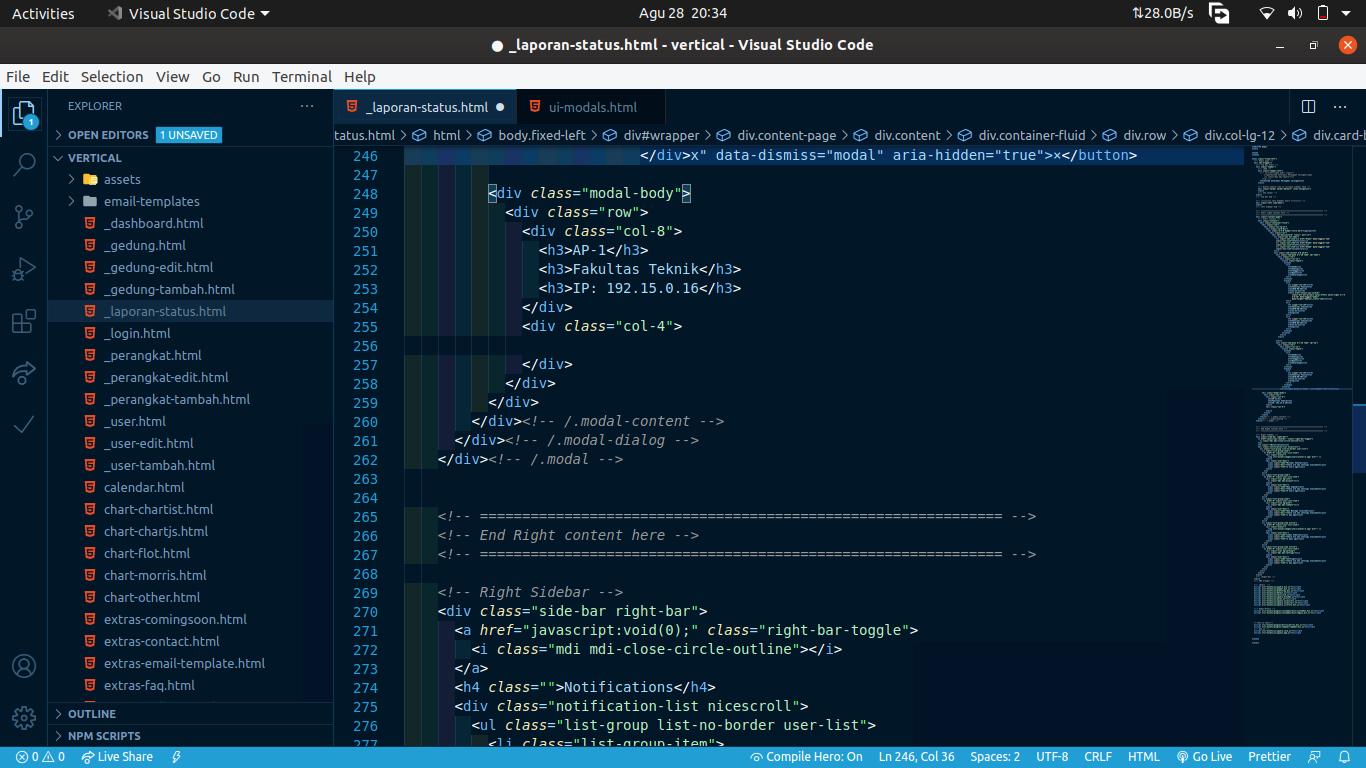 Activities
Visual Studio Code
Agu 28 20:34
28.0B/s
_laporan-status.html - vertical - Visual Studio Code
File Edit Selection View Go Run Terminal Help
EXPLORER
OPEN EDITORS 1 UNSAVED
VERTICAL
assets
email-templates
_dashboard.html
_gedung.html
_gedung-edit.html
_gedung-tambah.html
_laporan-status.html
_login.html
_perangkat.html
_perangkat-edit.html
_perangkat-tambah.html
_user.html
_user-edit.html
_user-tambah.html
calendar.html
chart-chartist.html
chart-chartjs.html
chart-flot.html
chart-morris.html
chart-other.html
extras-comingsoon.html
extras-contact.html
extras-email-template.html
extras-faq.html
OUTLINE
NPM SCRIPTS
1
_laporan-status.html ui-modals.html
tatus.html > html > body.fixed-left > div#wrapper > div.content-page > div.content > div.container-fluid > div.row > div.col-lg-12 > div.card-b
246 </div>x" data-dismiss="modal" aria-hidden="true">×</button>
247
248 <div class="modal-body">
249 <div class="row">
250 <div class="col-8">
251 <h3>AP-1</h3>
252 <h3>Fakultas Teknik</h3>
253 <h3>IP: 192.15.0.16</h3>
254 </div>
255 <div class="col-4">
256
257 </div>
258 </div>
259 </div>
260 </div><!-- /.modal-content -->
261 </div><!-- /.modal-dialog -->
262 </div><!-- /.modal -->
263
264
265 <!-- ============================================================== -->
266 <!-- End Right content here -->
267 <!-- ============================================================== -->
268
269 <!-- Right Sidebar -->
270 <div class="side-bar right-bar">
271 <a href="javascript:void(0);" class="right-bar-toggle">
272 <i class="mdi mdi-close-circle-outline"></i>
273 </a>
274 <h4 class="">Notifications</h4>
275 <div class="notification-list nicescroll">
276 <ul class="list-group list-no-border user-list">
277 <li class="list-group-item">
0 0 Live Share Compile Hero: On Ln 246, Col 36 Spaces: 2 UTF-8 CRLF HTML Go Live Prettier